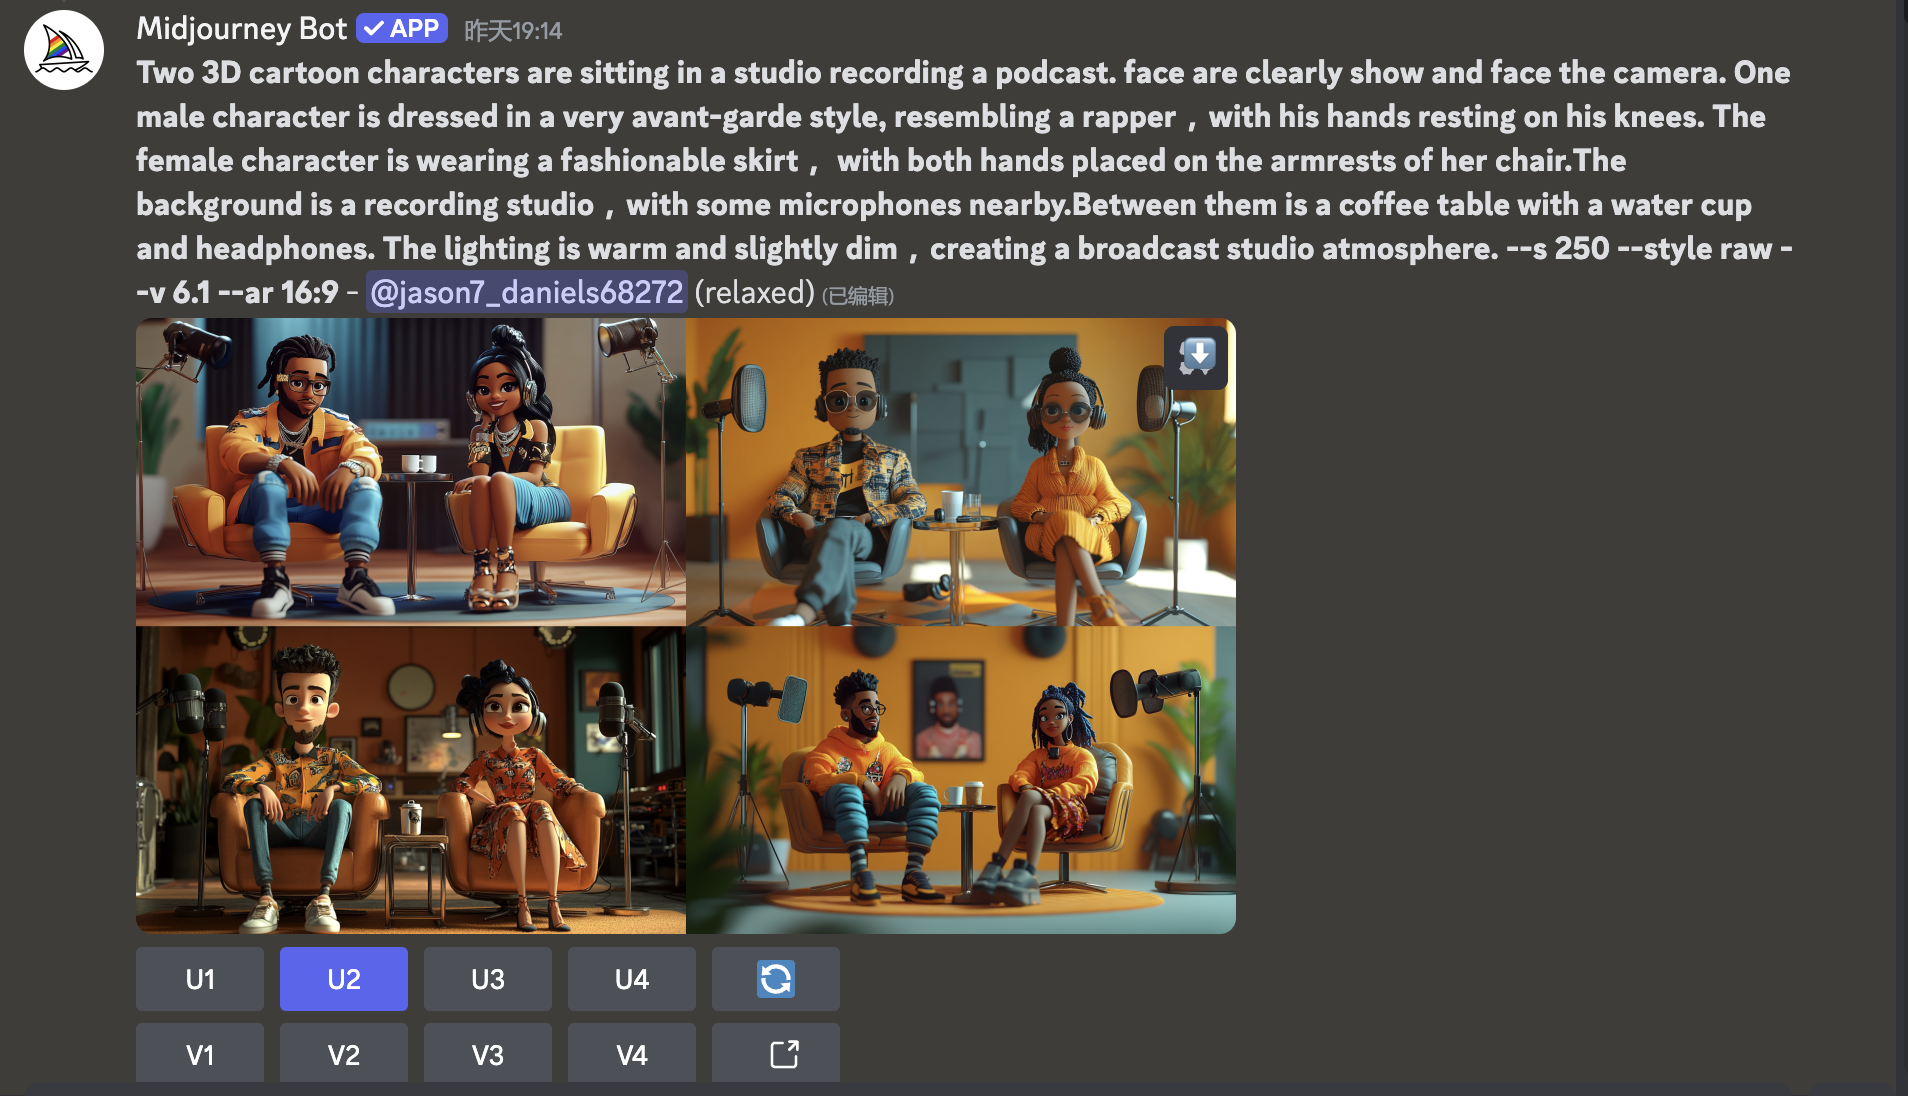 Midjourney Bot ✓ APP 昨天19:14
Two 3D cartoon characters are sitting in a studio recording a podcast. face are clearly show and face the camera. One
male character is dressed in a very avant-garde style, resembling a rapper，with his hands resting on his knees. The
female character is wearing a fashionable skirt， with both hands placed on the armrests of her chair.The
background is a recording studio，with some microphones nearby.Between them is a coffee table with a water cup
and headphones. The lighting is warm and slightly dim，creating a broadcast studio atmosphere. --s 250 --style raw -
-v 6.1 --ar 16:9 - @jason7_daniels68272 (relaxed) (已编辑)
U1 U2 U3 U4
V1 V2 V3 V4